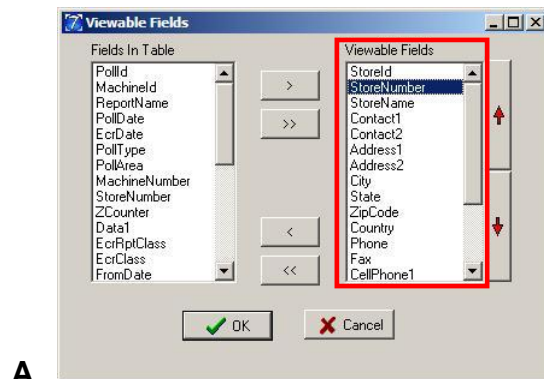 Viewable Fields
Fields In Table
PollId
MachineId
ReportName
PollDate
EcrDate
PollType
PollArea
MachineNumber
StoreNumber
ZCounter
Data1
EcrRptClass
EcrClass
FromDate
>
>>
<
<<
Viewable Fields
StoreId
StoreNumber
StoreName
Contact1
Contact2
Address1
Address2
City
State
ZipCode
Country
Phone
Fax
CellPhone1
OK
Cancel
A